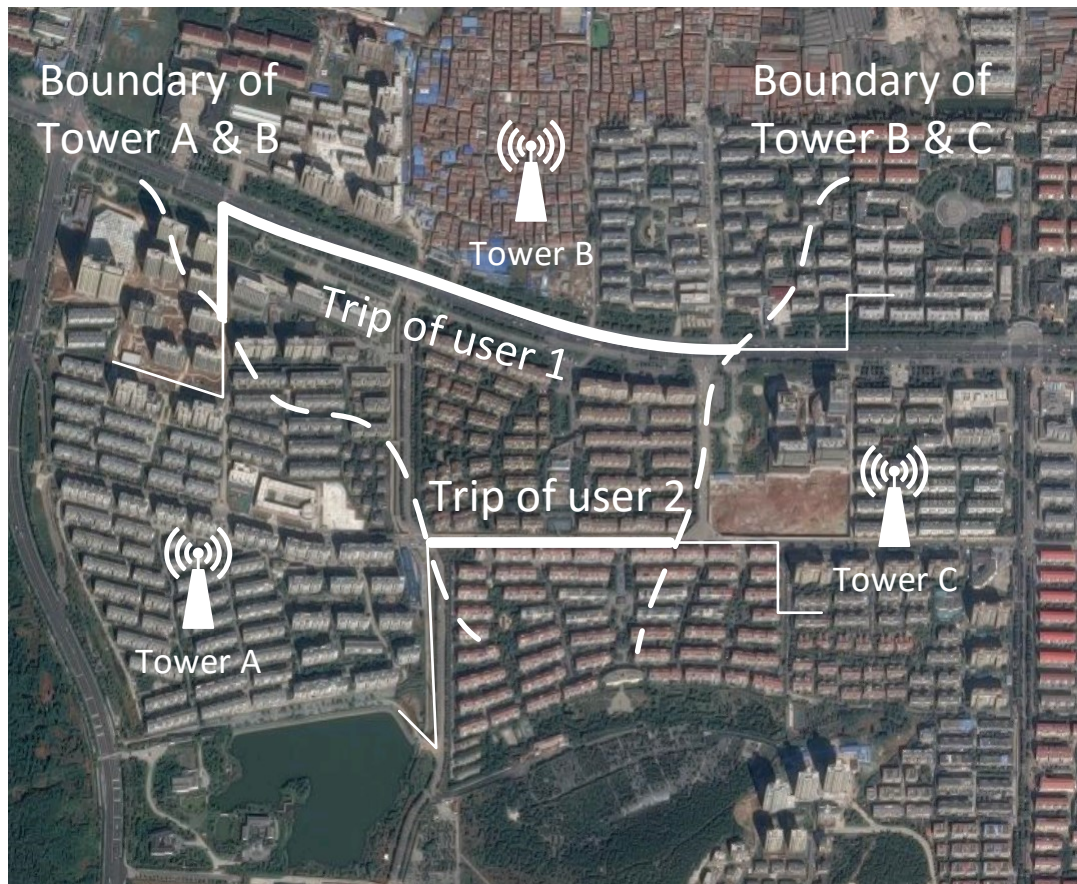 Boundary of
Tower A & B
Boundary of
Tower B & C
Tower B
Trip of user 1
Trip of user 2
Tower C
Tower A